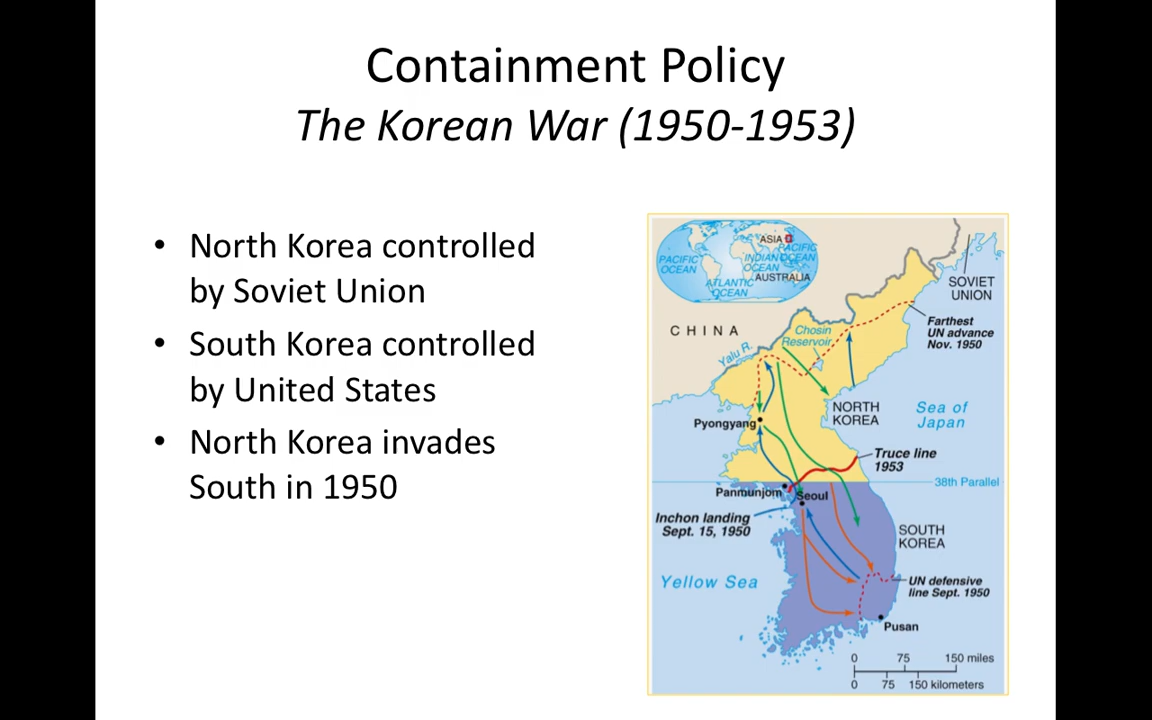 Containment Policy
The Korean War (1950-1953)
• North Korea controlled
by Soviet Union
• South Korea controlled
by United States
• North Korea invades
South in 1950
ASIA
PACIFIC
OCEAN
PACIFIC
OCEAN
INDIAN
OCEAN
AUSTRALIA
ATLANTIC
OCEAN
SOVIET
UNION
CHINA
Chosin
Reservoir
Farthest
UN advance
Nov. 1950
Yalu R.
NORTH
KOREA
Sea of
Japan
Pyongyang
Truce line
1953
38th Parallel
Panmunjom
Seoul
Inchon landing
Sept. 15, 1950
SOUTH
KOREA
Yellow Sea
UN defensive
line Sept. 1950
Pusan
0 75 150 miles
0 75 150 kilometers